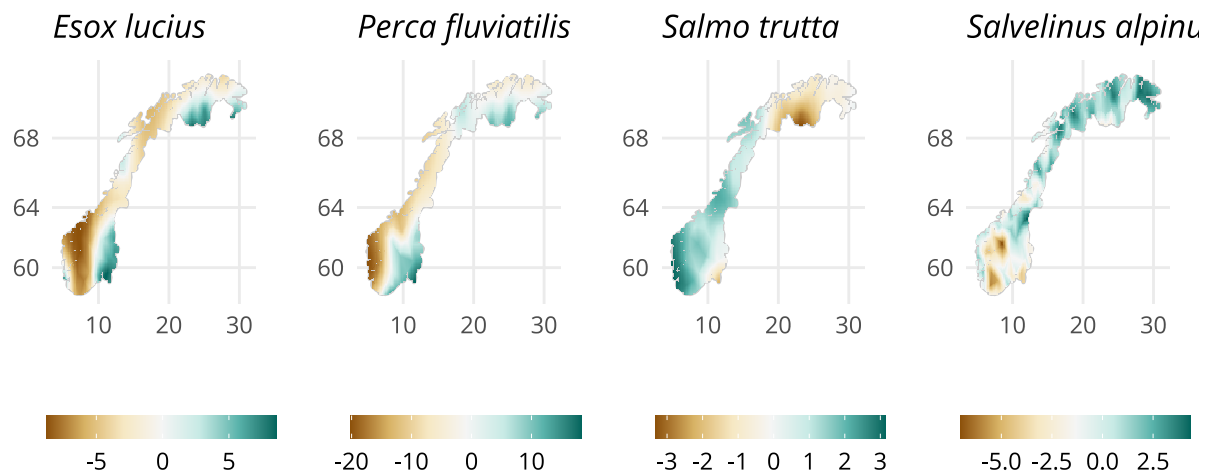 Esox lucius Perca fluviatilis Salmo trutta Salvelinus alpinu
68 68 68 68
64 64 64 64
60 60 60 60
10 20 30 10 20 30 10 20 30 10 20 30
-5 0 5 -20 -10 0 10 -3 -2 -1 0 1 2 3 -5.0 -2.5 0.0 2.5